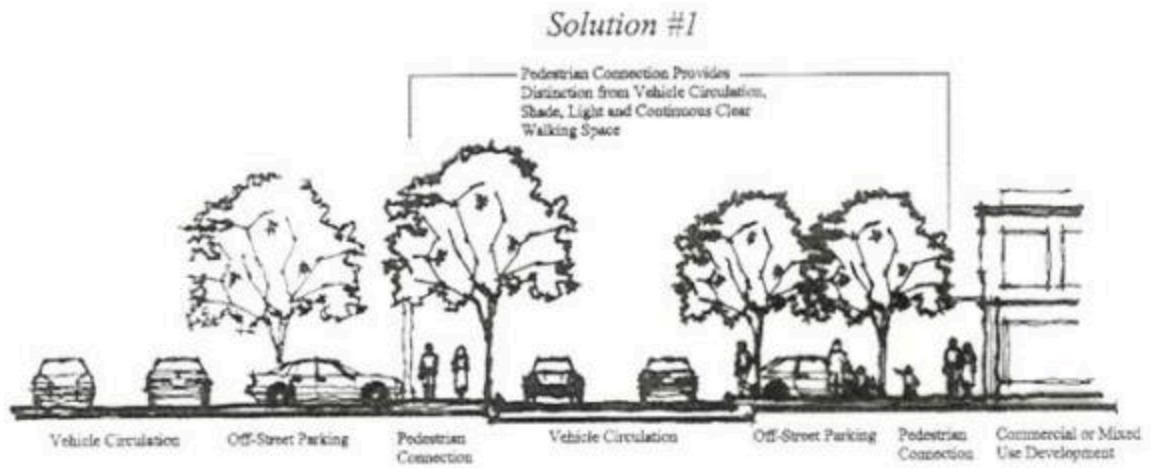 Solution #1
Pedestrian Connection Provides
Distinction from Vehicle Circulation,
Shade, Light and Continuous Clear
Walking Space
Vehicle Circulation
Off-Street Parking
Pedestrian
Connection
Vehicle Circulation
Off-Street Parking
Pedestrian
Connection
Commercial or Mixed
Use Development